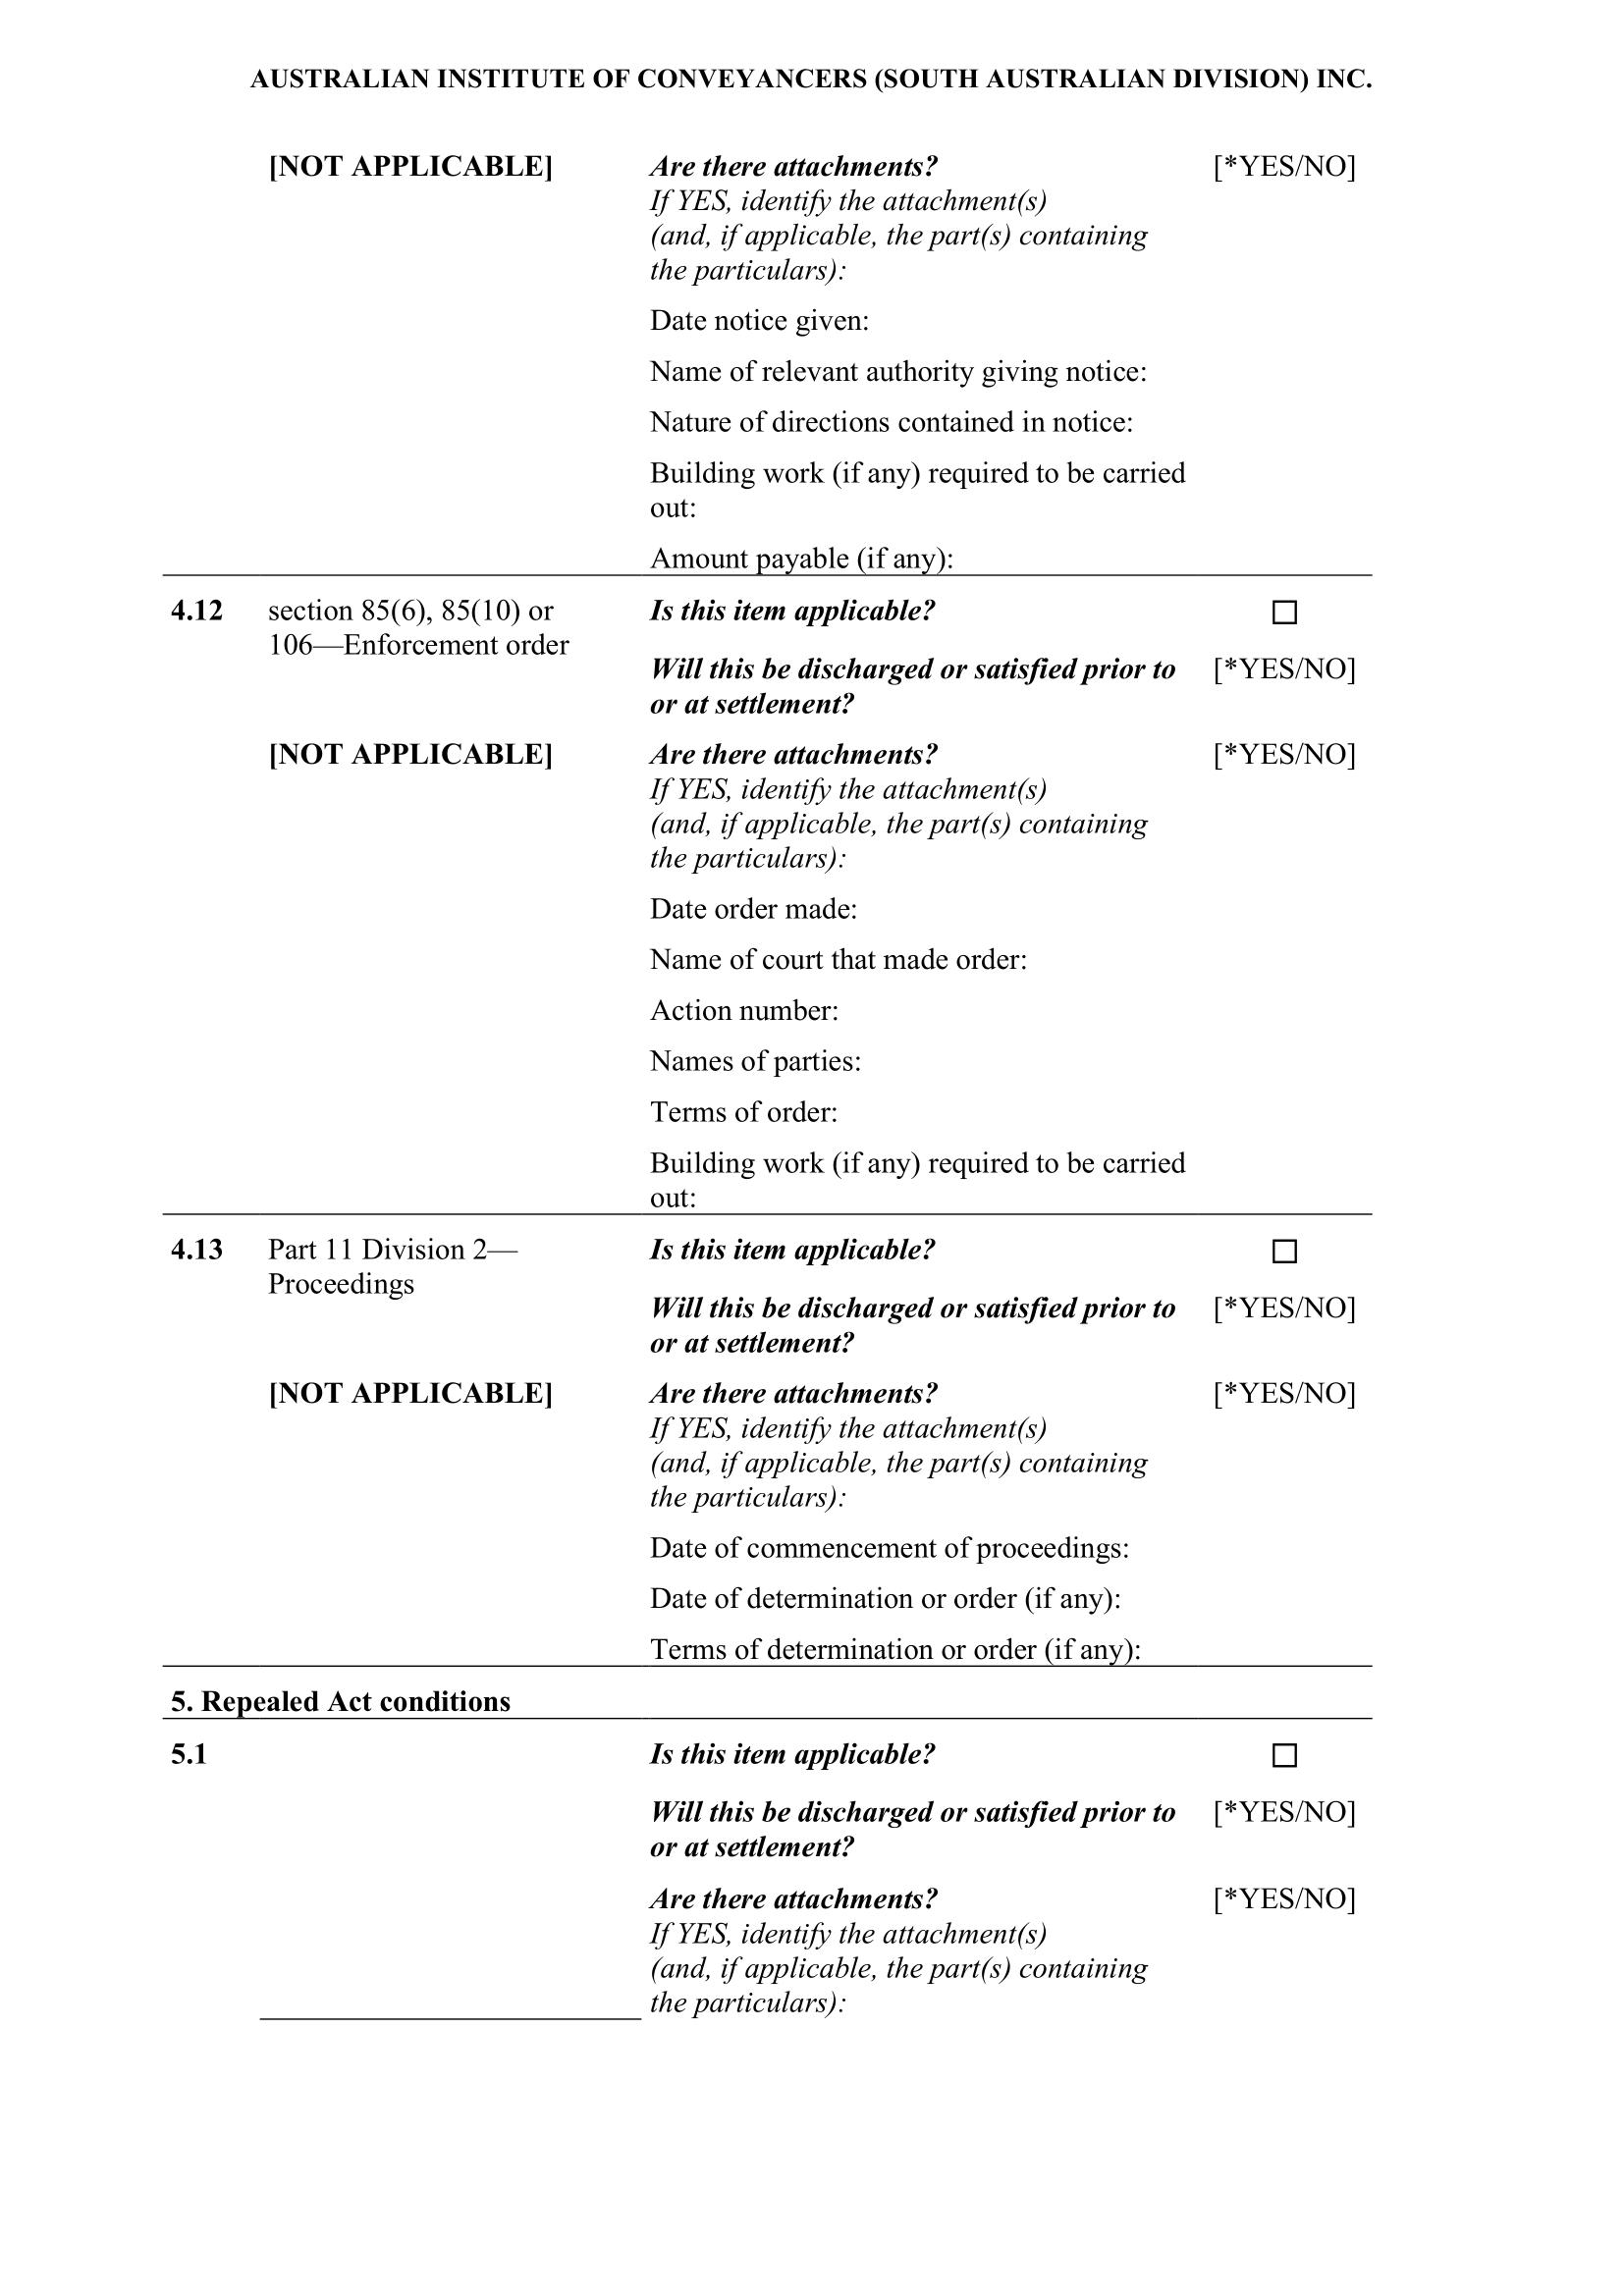 AUSTRALIAN INSTITUTE OF CONVEYANCERS (SOUTH AUSTRALIAN DIVISION) INC.
[NOT APPLICABLE] Are there attachments? [*YES/NO]
If YES, identify the attachment(s)
(and, if applicable, the part(s) containing
the particulars):
Date notice given:
Name of relevant authority giving notice:
Nature of directions contained in notice:
Building work (if any) required to be carried
out:
Amount payable (if any):
4.12 section 85(6), 85(10) or Is this item applicable? ☐
106—Enforcement order
Will this be discharged or satisfied prior to [*YES/NO]
or at settlement?
[NOT APPLICABLE] Are there attachments? [*YES/NO]
If YES, identify the attachment(s)
(and, if applicable, the part(s) containing
the particulars):
Date order made:
Name of court that made order:
Action number:
Names of parties:
Terms of order:
Building work (if any) required to be carried
out:
4.13 Part 11 Division 2— Is this item applicable? ☐
Proceedings
Will this be discharged or satisfied prior to [*YES/NO]
or at settlement?
[NOT APPLICABLE] Are there attachments? [*YES/NO]
If YES, identify the attachment(s)
(and, if applicable, the part(s) containing
the particulars):
Date of commencement of proceedings:
Date of determination or order (if any):
Terms of determination or order (if any):
5. Repealed Act conditions
5.1 Is this item applicable? ☐
Will this be discharged or satisfied prior to [*YES/NO]
or at settlement?
Are there attachments? [*YES/NO]
If YES, identify the attachment(s)
(and, if applicable, the part(s) containing
the particulars):